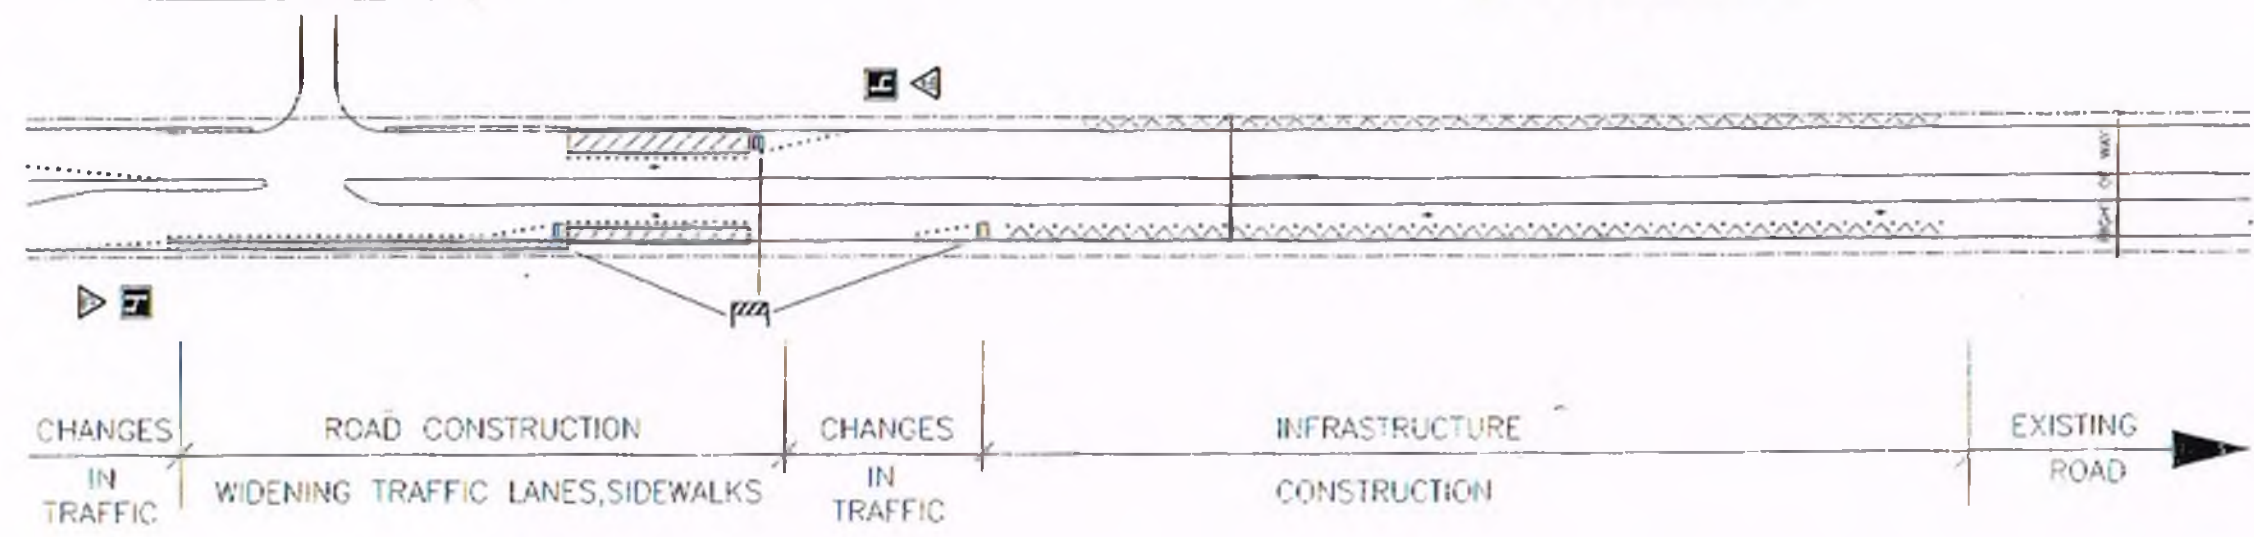 RIGHT OF WAY
CHANGES
IN
TRAFFIC
ROAD CONSTRUCTION
WIDENING TRAFFIC LANES,SIDEWALKS
CHANGES
IN
TRAFFIC
INFRASTRUCTURE
CONSTRUCTION
EXISTING
ROAD